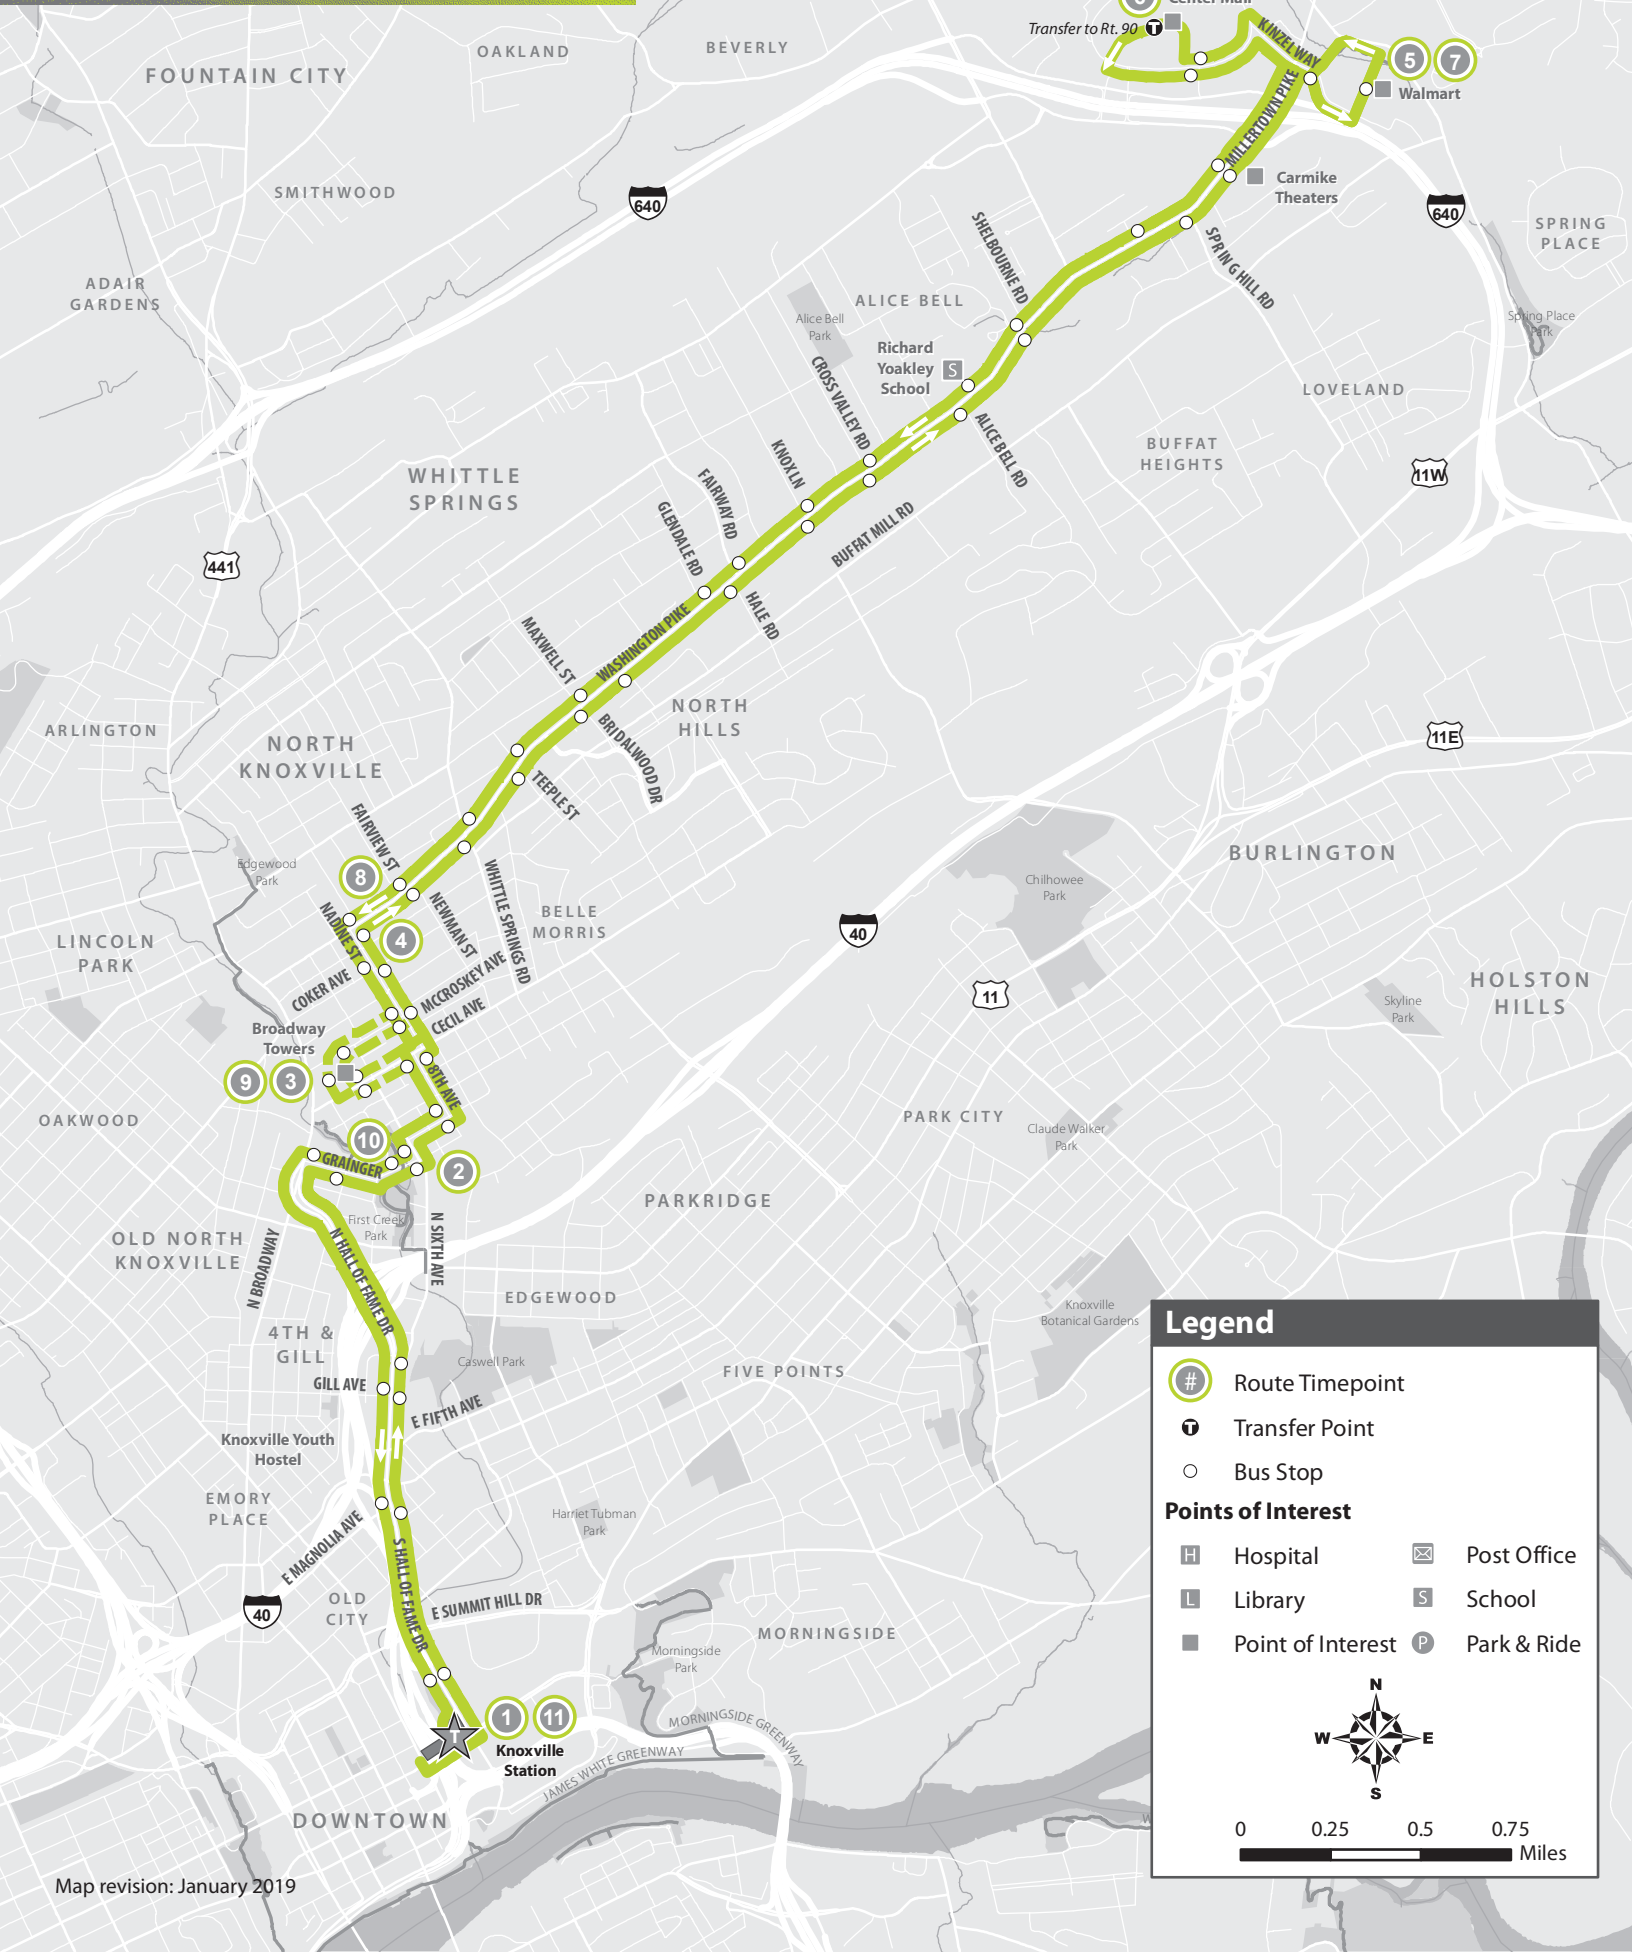 Transfer to Rt. 90
T
KINZEL WAY
5
7
Walmart
MILLERTOWN PIKE
OAKLAND
BEVERLY
FOUNTAIN CITY
SMITHWOOD
640
Carmike
Theaters
640
SPRING
PLACE
SHELBOURNE RD
SPRING HILL RD
ADAIR
GARDENS
ALICE BELL
Alice Bell
Park
Spring Place
Park
Richard
Yoakley
School
S
CROSS VALLEY RD
LOVELAND
ALICE BELL RD
BUFFAT
HEIGHTS
KNOX LN
11W
WHITTLE
SPRINGS
FAIRWAY RD
GLENDALE RD
BUFFAT MILL RD
441
HALE RD
MAXWELL ST
WASHINGTON PIKE
NORTH
HILLS
BRIDALWOOD DR
ARLINGTON
NORTH
KNOXVILLE
11E
TEEPLE ST
FAIRVIEW ST
Edgewood
Park
8
WHITTLE SPRINGS RD
BURLINGTON
Chilhowee
Park
NADINE ST
NEWMAN ST
BELLE
MORRIS
4
40
LINCOLN
PARK
COKER AVE
MCCROSKEY AVE
CECIL AVE
11
HOLSTON
HILLS
Skyline
Park
Broadway
Towers
9
3
8TH AVE
OAKWOOD
PARK CITY
Claude Walker
Park
10
GRAINGER
2
PARKRIDGE
First Creek
Park
N SIXTH AVE
OLD NORTH
KNOXVILLE
N BROADWAY
N HALL OF FAME DR
EDGEWOOD
Knoxville
Botanical Gardens
4TH &
GILL
Caswell Park
FIVE POINTS
GILL AVE
E FIFTH AVE
Knoxville Youth
Hostel
EMORY
PLACE
Harriet Tubman
Park
E MAGNOLIA AVE
S HALL OF FAME DR
40
OLD
CITY
E SUMMIT HILL DR
MORNINGSIDE
Morningside
Park
MORNINGSIDE GREENWAY
JAMES WHITE GREENWAY
T
1
11
Knoxville
Station
DOWNTOWN
Map revision: January 2019
Legend
# Route Timepoint
T Transfer Point
Bus Stop
Points of Interest
H Hospital
Post Office
L Library
S School
Point of Interest
P Park & Ride
N
W E
S
0 0.25 0.5 0.75
Miles